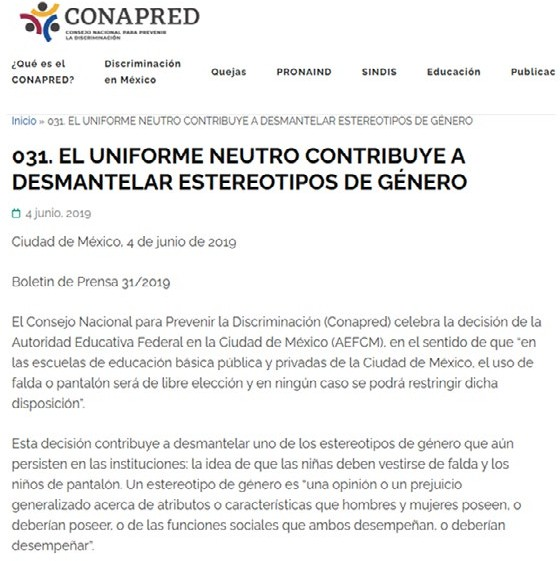 CONAPRED
CONSEJO NACIONAL PARA PREVENIR
LA DISCRIMINACIÓN
¿Qué es el
CONAPRED?
Discriminación
en México
Quejas
PRONAIND
SINDIS
Educación
Publicac
Inicio » 031. EL UNIFORME NEUTRO CONTRIBUYE A DESMANTELAR ESTEREOTIPOS DE GÉNERO
031. EL UNIFORME NEUTRO CONTRIBUYE A
DESMANTELAR ESTEREOTIPOS DE GÉNERO
4 junio, 2019
Ciudad de México, 4 de junio de 2019
Boletín de Prensa 31/2019
El Consejo Nacional para Prevenir la Discriminación (Conapred) celebra la decisión de la
Autoridad Educativa Federal en la Ciudad de México (AEFCM), en el sentido de que “en
las escuelas de educación básica pública y privadas de la Ciudad de México, el uso de
falda o pantalón será de libre elección y en ningún caso se podrá restringir dicha
disposición”.
Esta decisión contribuye a desmantelar uno de los estereotipos de género que aún
persisten en las instituciones: la idea de que las niñas deben vestirse de falda y los
niños de pantalón. Un estereotipo de género es “una opinión o un prejuicio
generalizado acerca de atributos o características que hombres y mujeres poseen, o
deberían poseer, o de las funciones sociales que ambos desempeñan, o deberían
desempeñar”.